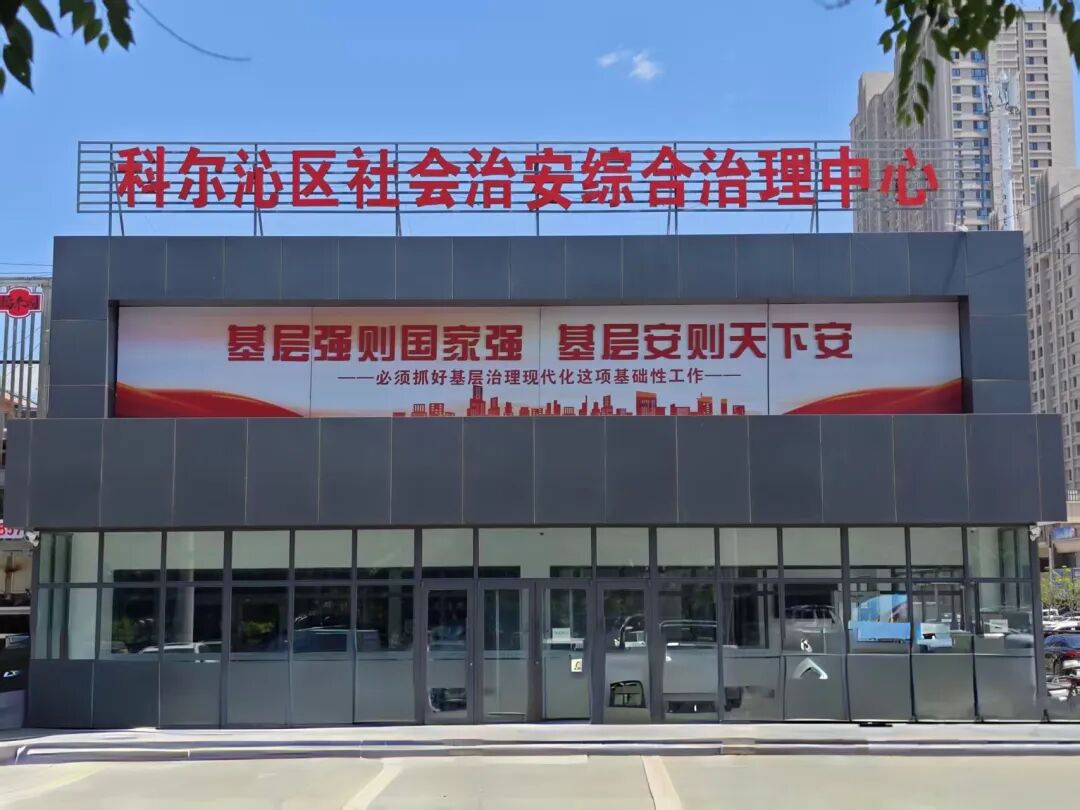 科尔沁区社会治安综合治理中心
基层强则国家强 基层安则天下安
——必须抓好基层治理现代化这项基础性工作——